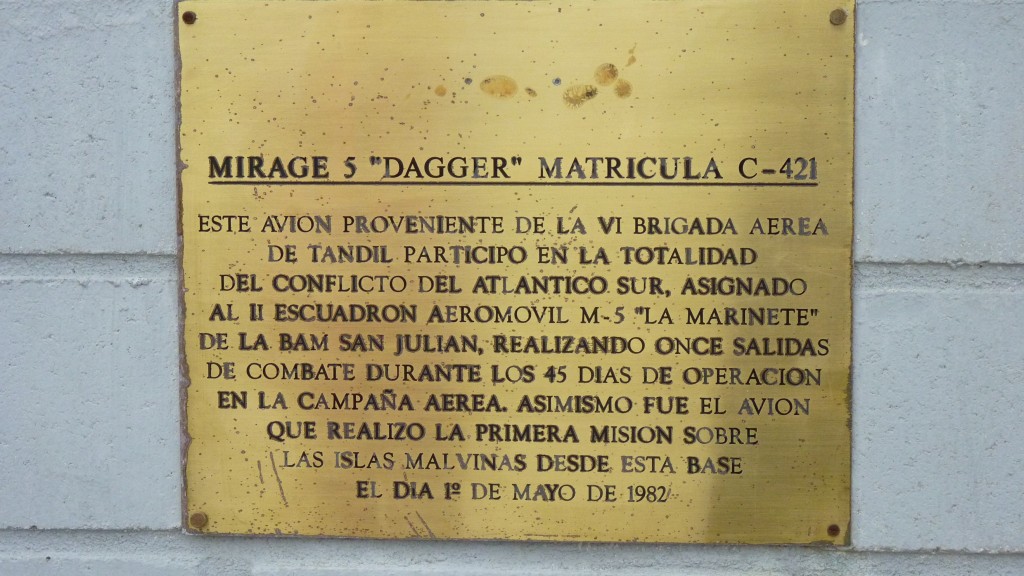 MIRAGE 5 "DAGGER" MATRICULA C-421
ESTE AVION PROVENIENTE DE LA VI BRIGADA AEREA
DE TANDIL PARTICIPO EN LA TOTALIDAD
DEL CONFLICTO DEL ATLANTICO SUR, ASIGNADO
AL II ESCUADRON AEROMOVIL M-5 "LA MARINETE"
DE LA BAM SAN JULIAN, REALIZANDO ONCE SALIDAS
DE COMBATE DURANTE LOS 45 DIAS DE OPERACION
EN LA CAMPAÑA AEREA. ASIMISMO FUE EL AVION
QUE REALIZO LA PRIMERA MISION SOBRE
LAS ISLAS MALVINAS DESDE ESTA BASE
EL DIA 1º DE MAYO DE 1982